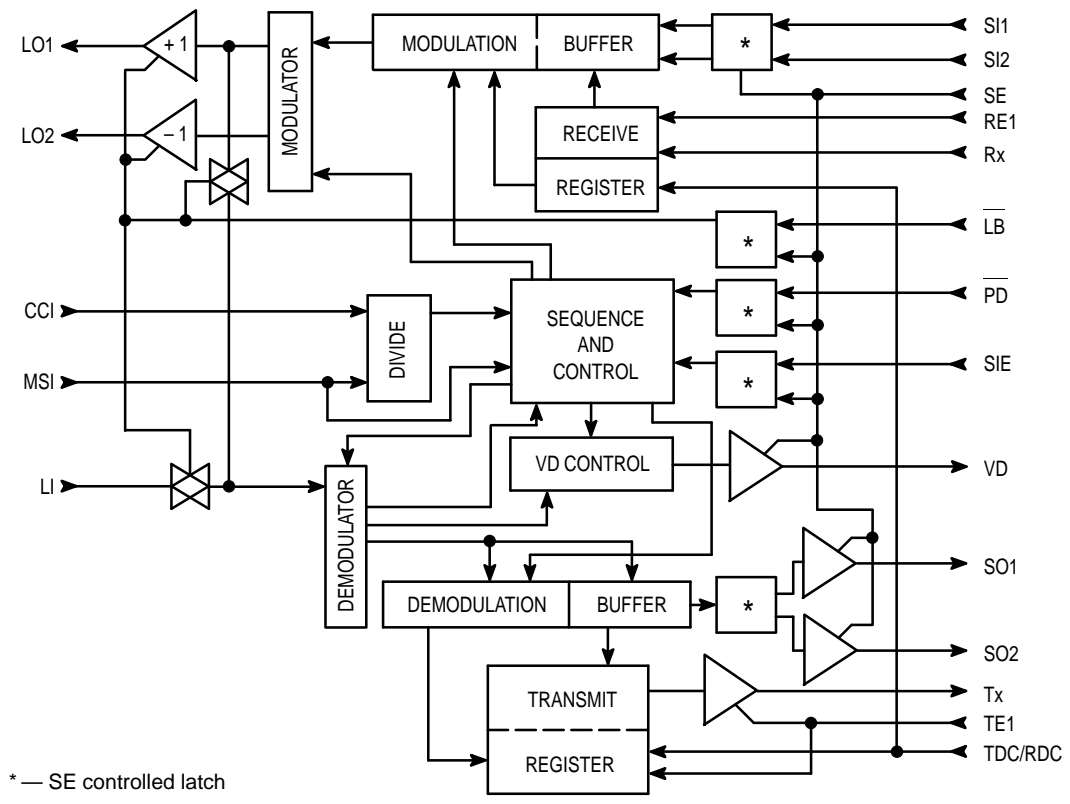 LO1
+ 1
MODULATOR
MODULATION
BUFFER
*
SI1
SI2
SE
LO2
– 1
RECEIVE
REGISTER
RE1
Rx
*
LB
CCI
DIVIDE
SEQUENCE
AND
CONTROL
*
PD
MSI
*
SIE
LI
DEMODULATOR
VD CONTROL
VD
DEMODULATION
BUFFER
*
SO1
SO2
TRANSMIT
REGISTER
Tx
TE1
TDC/RDC
* — SE controlled latch